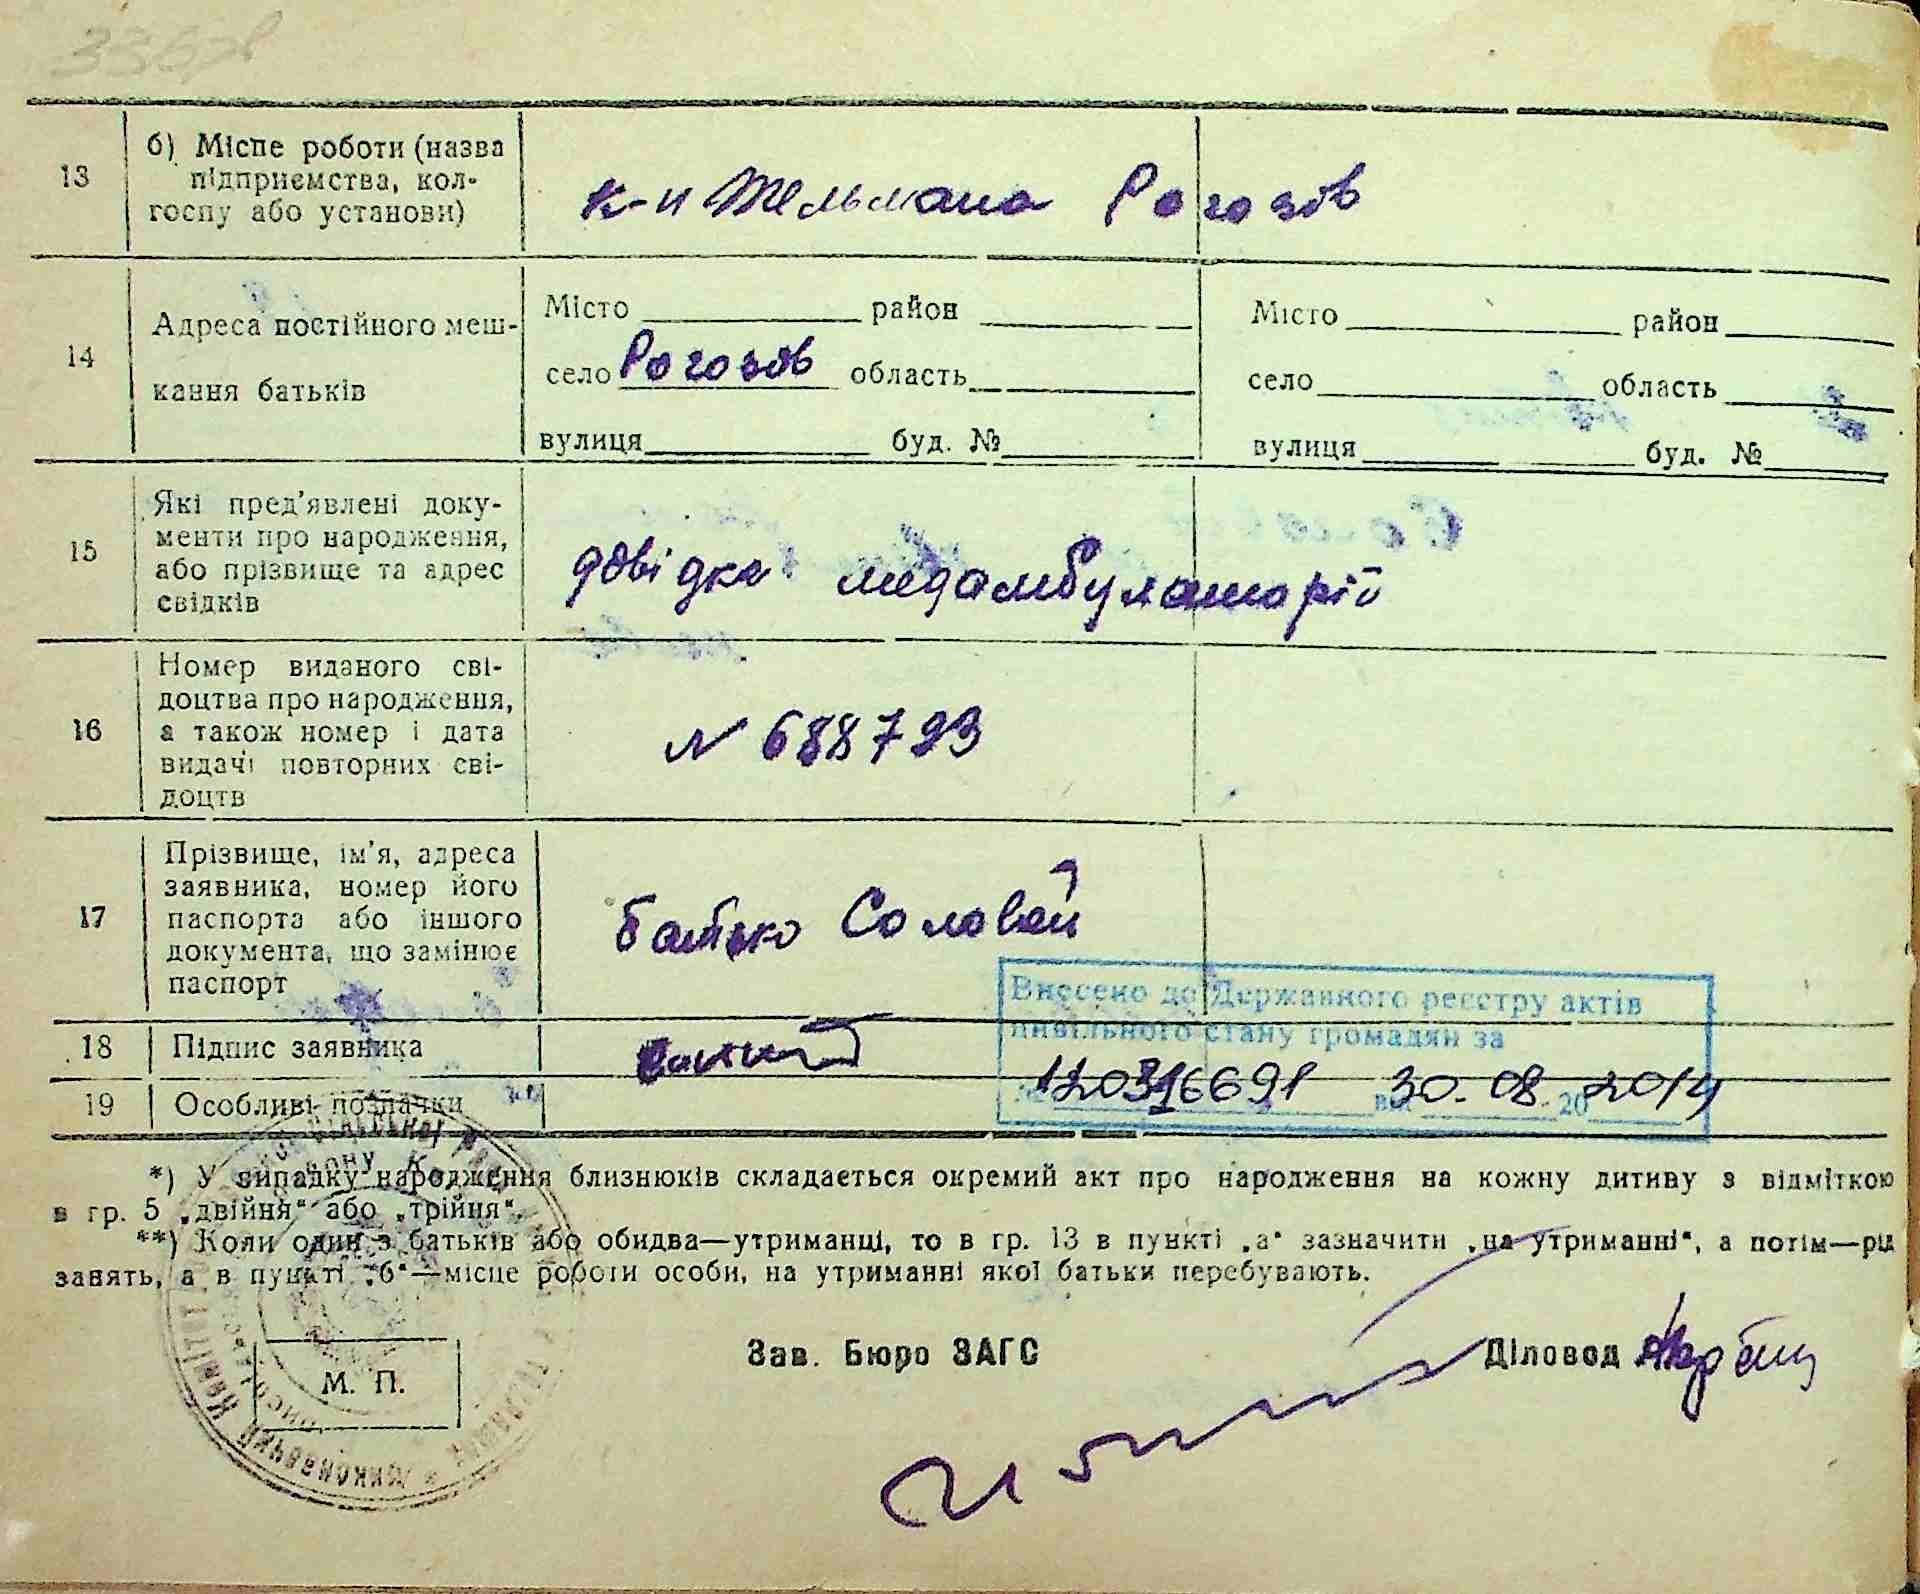 13
б) Місце роботи (назва
підприємства, кол-
госпу або установи)
к-п Тельмана Рогозів
14
Адреса постійного меш-
кання батьків
Місто район
село Рогозів область
вулиця буд. №
Місто район
село область
вулиця буд. №
15
Які пред'явлені доку-
менти про народження,
або прізвище та адрес
свідків
довідка медамбулаторії
16
Номер виданого сві-
доцтва про народження,
а також номер і дата
видачі повторних сві-
доцтв
N 688793
17
Прізвище, ім'я, адреса
заявника, номер його
паспорта або іншого
документа, що замінює
паспорт
батько Соловей
18
Підпис заявника
19
Особливі позначки
Внесено до Державного реєстру актів
цивільного стану громадян за
від 30.08.2014
*) У випадку народження близнюків складається окремий акт про народження на кожну дитину з відміткою
в гр. 5 „двійня“ або „трійня“.
**) Коли один з батьків або обидва—утриманці, то в гр. 13 в пункті „а“ зазначити „на утриманні“, а потім—рід
занять, а в пункті „б“—місце роботи особи, на утриманні якої батьки перебувають.
М. П.
Зав. Бюро ЗАГС
Діловод